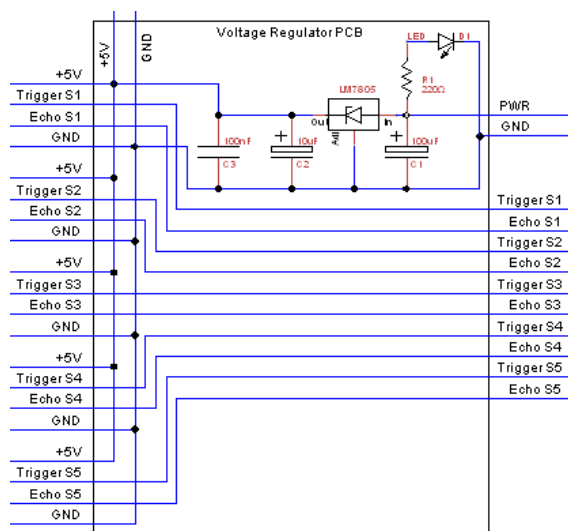 Voltage Regulator PCB
+5V
GND
LED
D1
R1
220Ω
LM7805
Out
In
Adj
100nF
C3
10uF
C2
100uF
C1
PWR
GND
+5V
Trigger S1
Echo S1
GND
+5V
Trigger S2
Echo S2
GND
+5V
Trigger S3
Echo S3
GND
+5V
Trigger S4
Echo S4
GND
+5V
Trigger S5
Echo S5
GND
Trigger S1
Echo S1
Trigger S2
Echo S2
Trigger S3
Echo S3
Trigger S4
Echo S4
Trigger S5
Echo S5